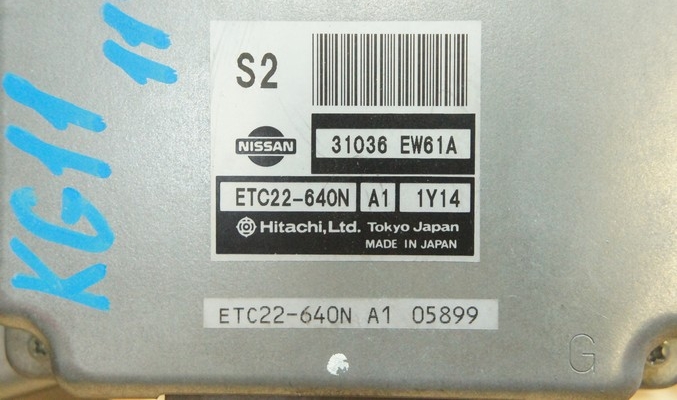 11
KG11
S2
NISSAN
31036 EW61A
ETC22-640N A1 1Y14
Hitachi,Ltd. Tokyo Japan
MADE IN JAPAN
ETC22-640N A1 05899
G